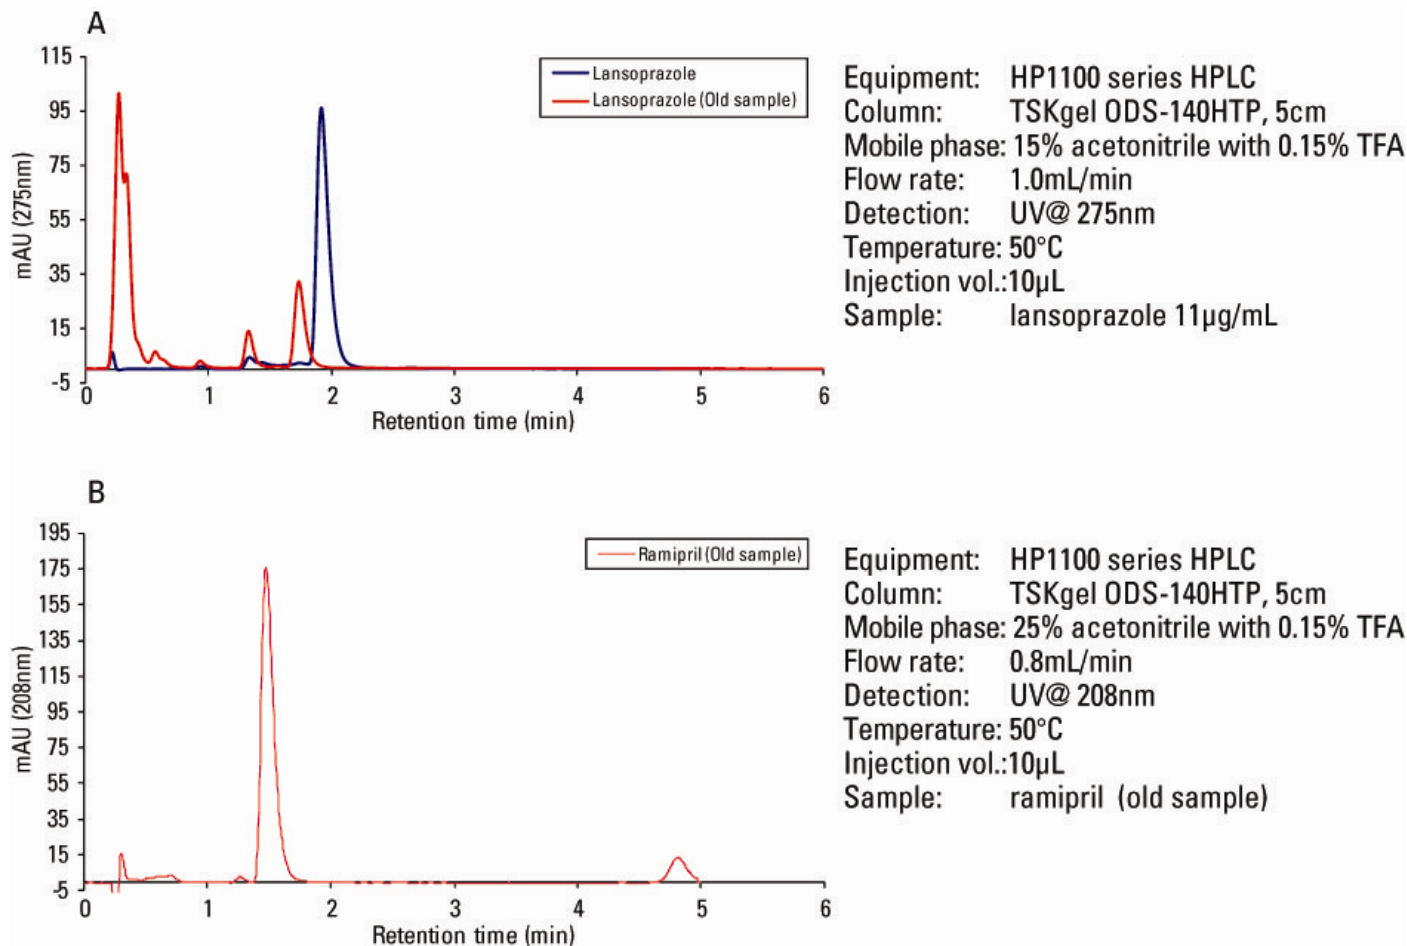 A
115
95
75
55
35
15
-5
mAU (275nm)
0 1 2 3 4 5 6
Retention time (min)
Lansoprazole
Lansoprazole (Old sample)
Equipment: HP1100 series HPLC
Column: TSKgel ODS-140HTP, 5cm
Mobile phase: 15% acetonitrile with 0.15% TFA
Flow rate: 1.0mL/min
Detection: UV@ 275nm
Temperature: 50°C
Injection vol.:10µL
Sample: lansoprazole 11µg/mL
B
195
175
155
135
115
95
75
55
35
15
-5
mAU (208nm)
0 1 2 3 4 5 6
Retention time (min)
Ramipril (Old sample)
Equipment: HP1100 series HPLC
Column: TSKgel ODS-140HTP, 5cm
Mobile phase: 25% acetonitrile with 0.15% TFA
Flow rate: 0.8mL/min
Detection: UV@ 208nm
Temperature: 50°C
Injection vol.:10µL
Sample: ramipril (old sample)